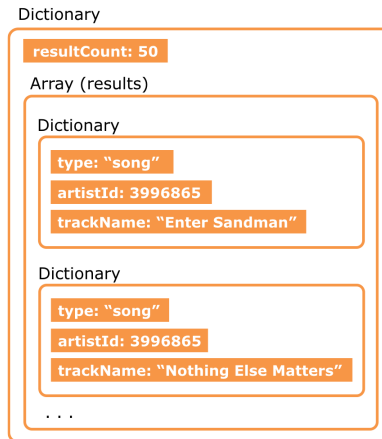 Dictionary
resultCount: 50
Array (results)
Dictionary
type: “song”
artistId: 3996865
trackName: “Enter Sandman”
Dictionary
type: “song”
artistId: 3996865
trackName: “Nothing Else Matters”
. . .